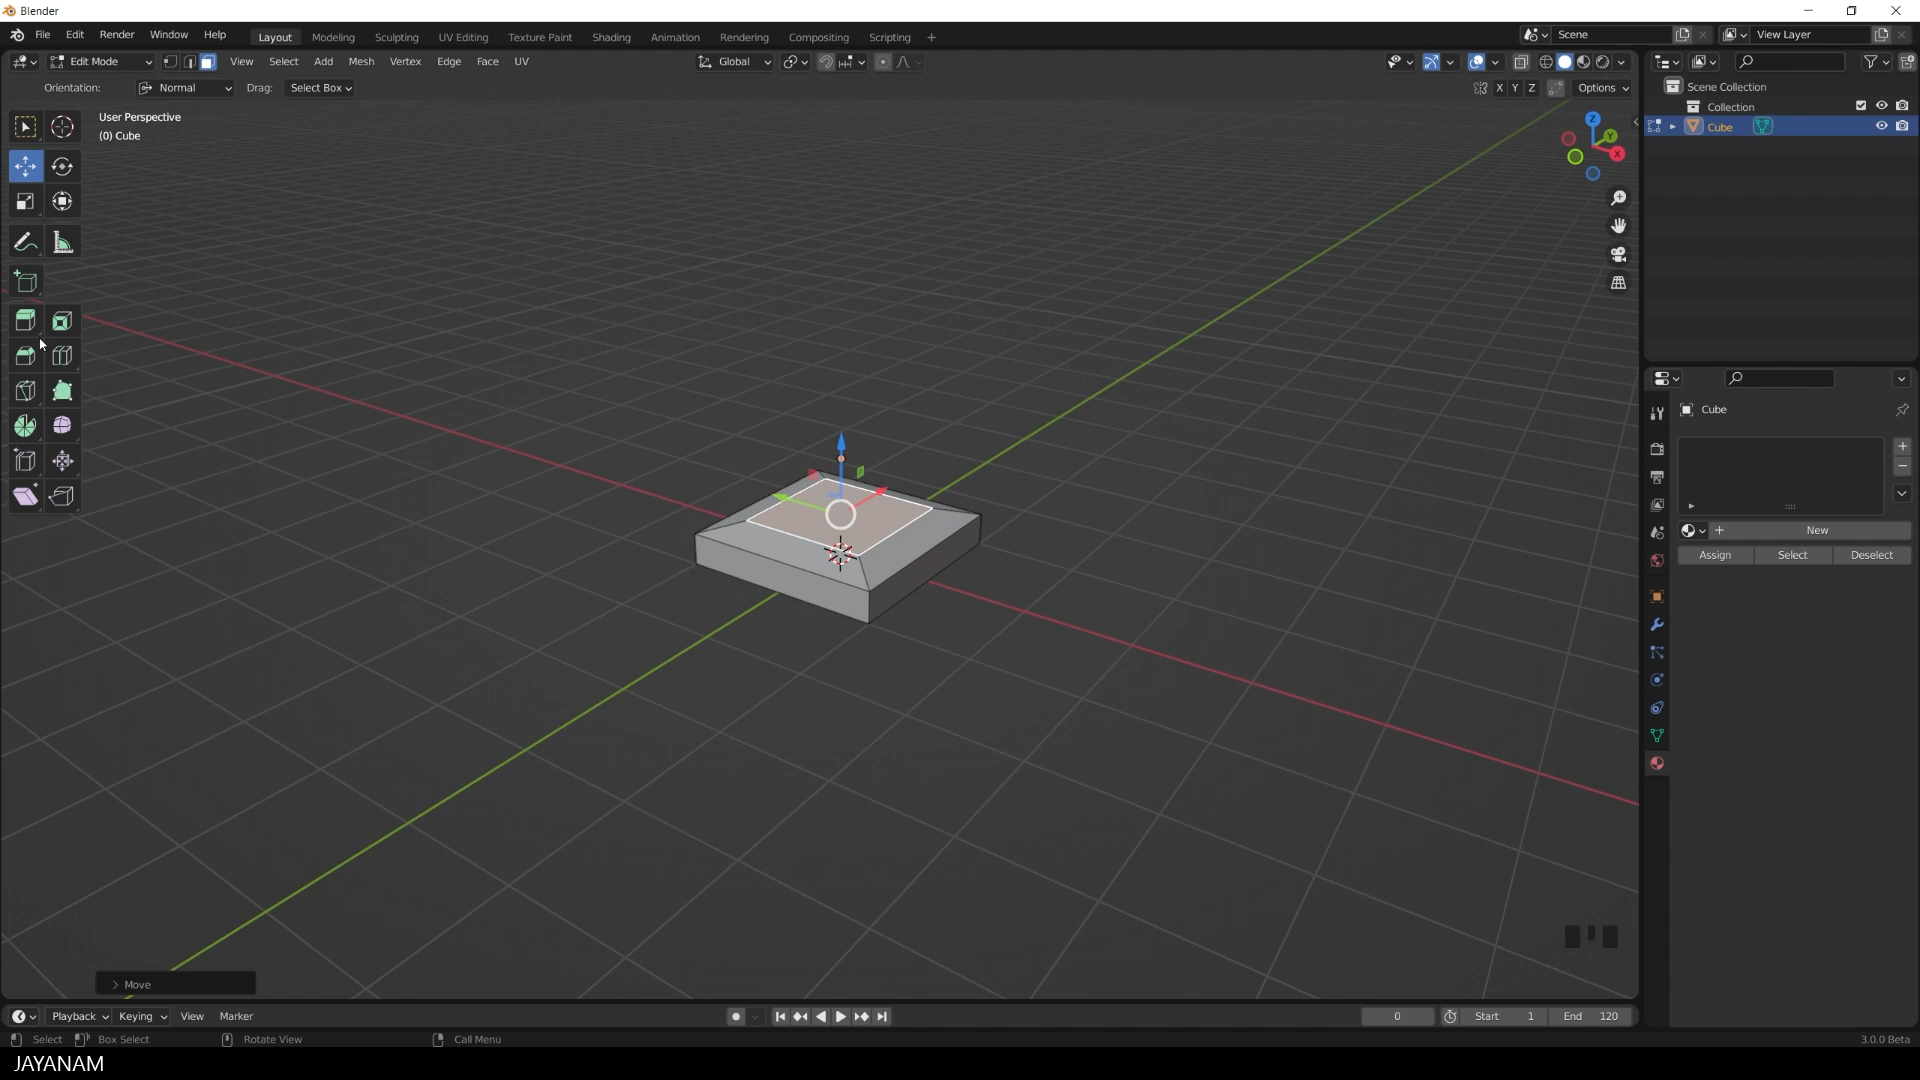 Blender
File Edit Render Window Help Layout Modeling Sculpting UV Editing Texture Paint Shading Animation Rendering Compositing Scripting + Scene View Layer
Edit Mode View Select Add Mesh Vertex Edge Face UV Global
Orientation: Normal Drag: Select Box X Y Z Options
User Perspective
(0) Cube
Z
Y
X
Scene Collection
Collection
Cube
Cube
New
Assign Select Deselect
Move
Playback Keying View Marker 0 Start 1 End 120
Select Box Select Rotate View Call Menu 3.0.0 Beta
JAYANAM